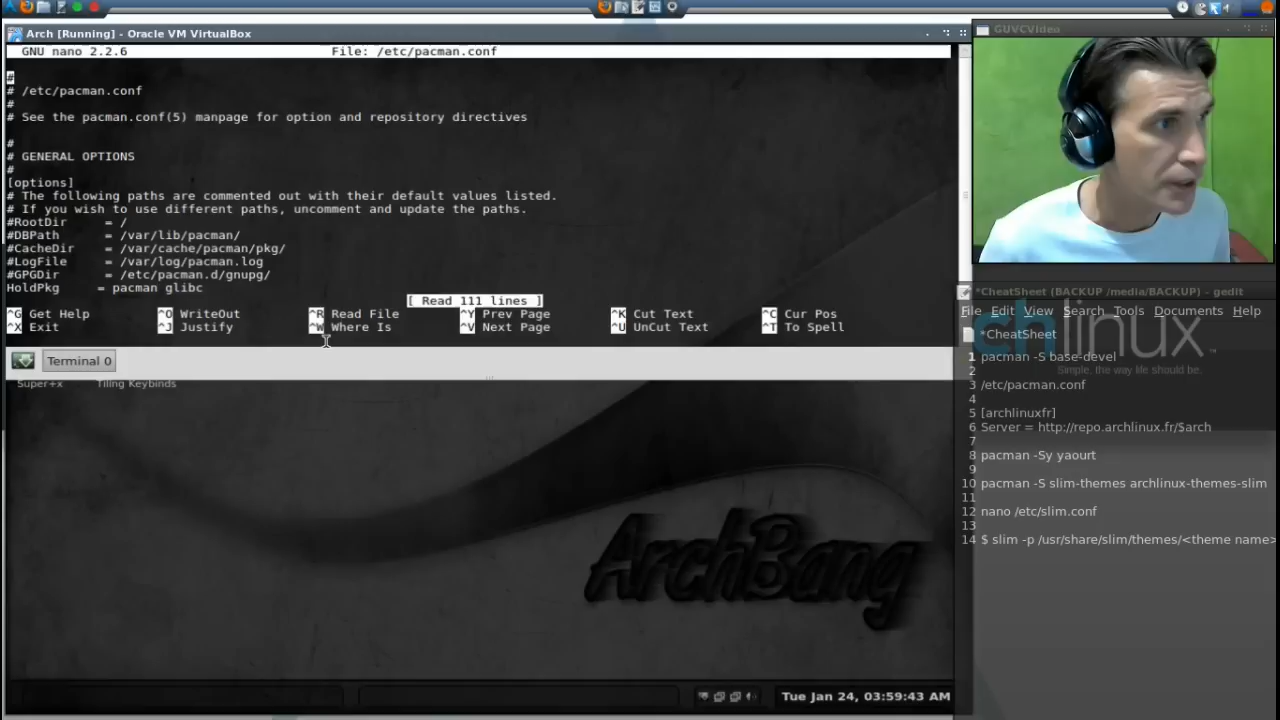 Arch [Running] - Oracle VM VirtualBox
GNU nano 2.2.6 File: /etc/pacman.conf
#
# /etc/pacman.conf
#
# See the pacman.conf(5) manpage for option and repository directives
#
# GENERAL OPTIONS
#
[options]
# The following paths are commented out with their default values listed.
# If you wish to use different paths, uncomment and update the paths.
#RootDir = /
#DBPath = /var/lib/pacman/
#CacheDir = /var/cache/pacman/pkg/
#LogFile = /var/log/pacman.log
#GPGDir = /etc/pacman.d/gnupg/
HoldPkg = pacman glibc
[ Read 111 lines ]
^G Get Help ^O WriteOut ^R Read File ^Y Prev Page ^K Cut Text ^C Cur Pos
^X Exit ^J Justify ^W Where Is ^V Next Page ^U UnCut Text ^T To Spell
Terminal 0
Super+x Tiling Keybinds
ArchBang
Tue Jan 24, 03:59:43 AM
GUVCVideo
*CheatSheet (BACKUP /media/BACKUP) - gedit
File Edit View Search Tools Documents Help
*CheatSheet
chlinux
Simple, the way life should be.
1 pacman -S base-devel
2
3 /etc/pacman.conf
4
5 [archlinuxfr]
6 Server = http://repo.archlinux.fr/$arch
7
8 pacman -Sy yaourt
9
10 pacman -S slim-themes archlinux-themes-slim
11
12 nano /etc/slim.conf
13
14 $ slim -p /usr/share/slim/themes/<theme name>